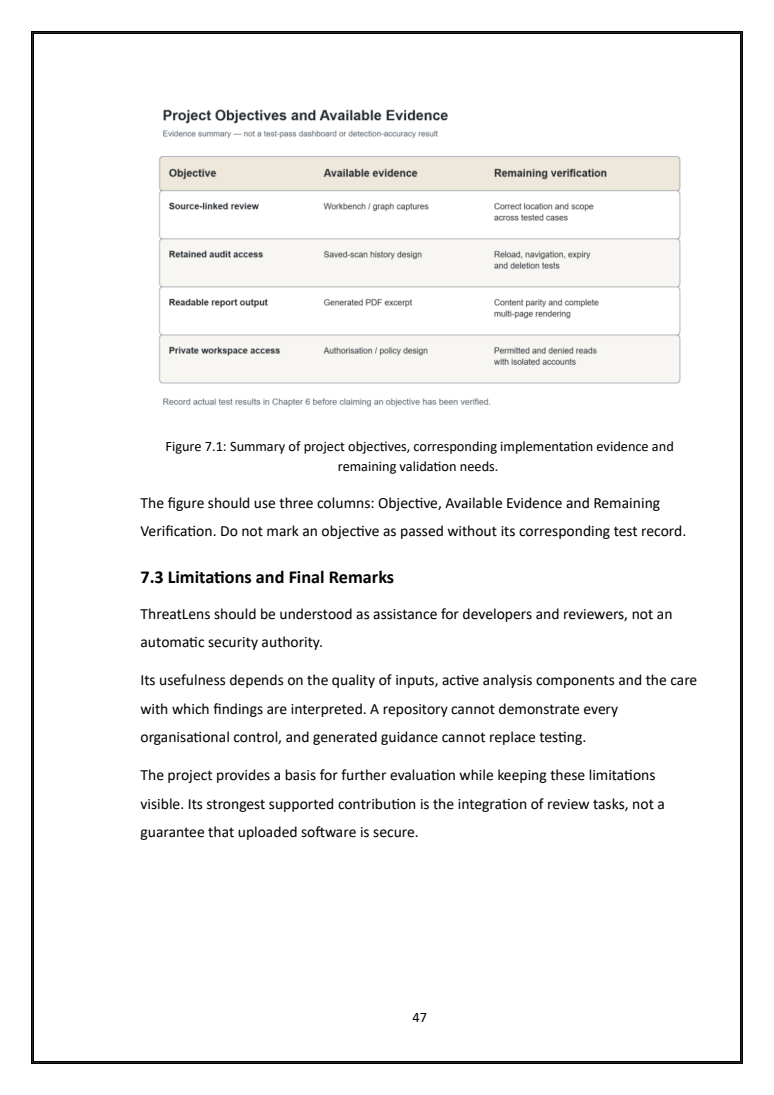 Project Objectives and Available Evidence
Evidence summary — not a test-pass dashboard or detection-accuracy result
Objective Available evidence Remaining verification
Source-linked review Workbench / graph captures Correct location and scope
across tested cases
Retained audit access Saved-scan history design Reload, navigation, expiry
and deletion tests
Readable report output Generated PDF excerpt Content parity and complete
multi-page rendering
Private workspace access Authorisation / policy design Permitted and denied reads
with isolated accounts
Record actual test results in Chapter 6 before claiming an objective has been verified.
Figure 7.1: Summary of project objectives, corresponding implementation evidence and
remaining validation needs.
The figure should use three columns: Objective, Available Evidence and Remaining
Verification. Do not mark an objective as passed without its corresponding test record.
7.3 Limitations and Final Remarks
ThreatLens should be understood as assistance for developers and reviewers, not an
automatic security authority.
Its usefulness depends on the quality of inputs, active analysis components and the care
with which findings are interpreted. A repository cannot demonstrate every
organisational control, and generated guidance cannot replace testing.
The project provides a basis for further evaluation while keeping these limitations
visible. Its strongest supported contribution is the integration of review tasks, not a
guarantee that uploaded software is secure.
47